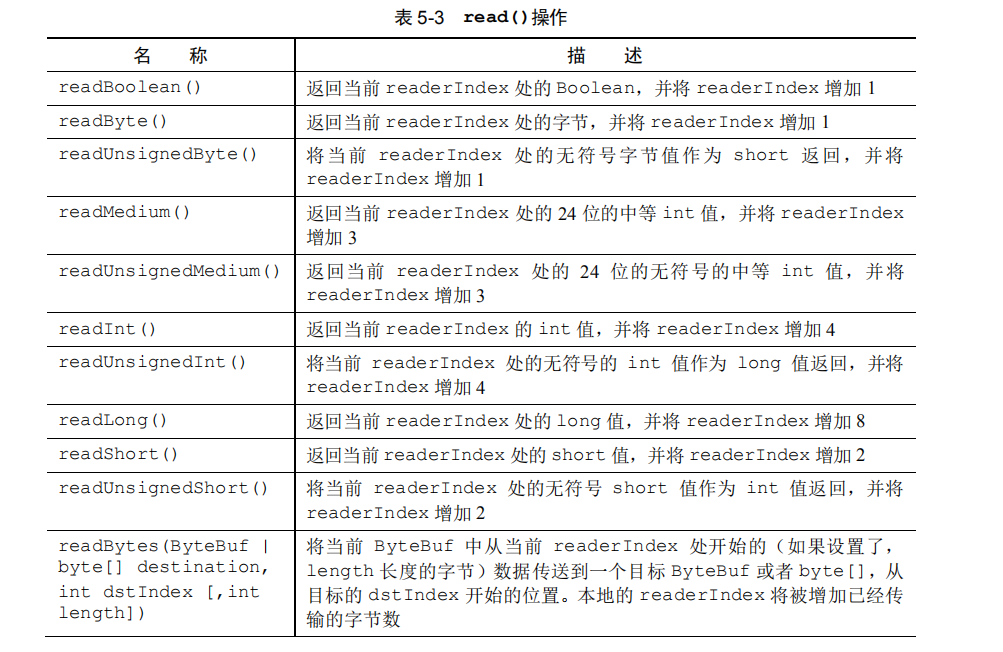 表 5-3 read()操作
名 称 描 述
readBoolean() 返回当前 readerIndex 处的 Boolean，并将 readerIndex 增加 1
readByte() 返回当前 readerIndex 处的字节，并将 readerIndex 增加 1
readUnsignedByte() 将当前 readerIndex 处的无符号字节值作为 short 返回，并将
readerIndex 增加 1
readMedium() 返回当前 readerIndex 处的 24 位的中等 int 值，并将 readerIndex
增加 3
readUnsignedMedium() 返回当前 readerIndex 处的 24 位的无符号的中等 int 值，并将
readerIndex 增加 3
readInt() 返回当前 readerIndex 的 int 值，并将 readerIndex 增加 4
readUnsignedInt() 将当前 readerIndex 处的无符号的 int 值作为 long 值返回，并将
readerIndex 增加 4
readLong() 返回当前 readerIndex 处的 long 值，并将 readerIndex 增加 8
readShort() 返回当前 readerIndex 处的 short 值，并将 readerIndex 增加 2
readUnsignedShort() 将当前 readerIndex 处的无符号 short 值作为 int 值返回，并将
readerIndex 增加 2
readBytes(ByteBuf | 将当前 ByteBuf 中从当前 readerIndex 处开始的（如果设置了，
byte[] destination, length 长度的字节）数据传送到一个目标 ByteBuf 或者 byte[]，从
int dstIndex [,int 目标的 dstIndex 开始的位置。本地的 readerIndex 将被增加已经传
length]) 输的字节数